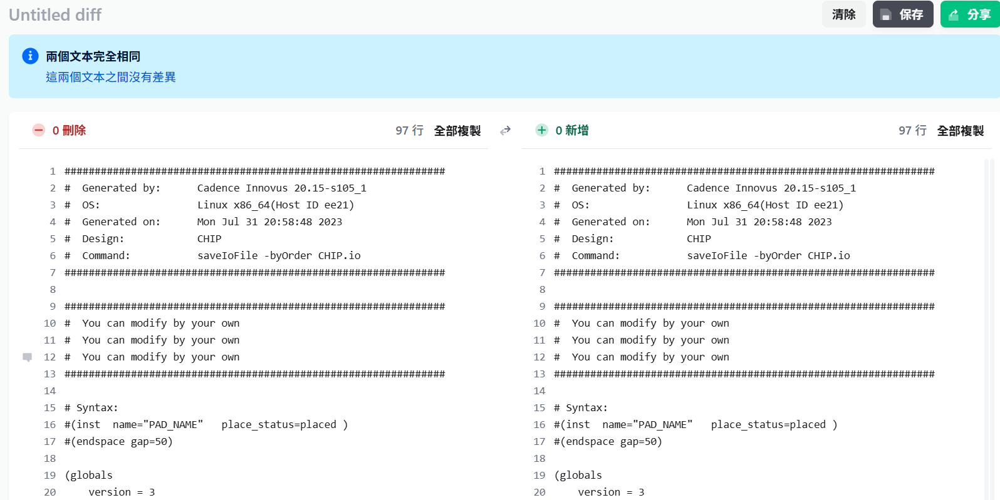 Untitled diff
清除
保存
分享
兩個文本完全相同
這兩個文本之間沒有差異
0 刪除
97 行
全部複製
0 新增
97 行
全部複製
1 ###############################################################
2 #  Generated by:      Cadence Innovus 20.15-s105_1
3 #  OS:                Linux x86_64(Host ID ee21)
4 #  Generated on:      Mon Jul 31 20:58:48 2023
5 #  Design:            CHIP
6 #  Command:           saveIoFile -byOrder CHIP.io
7 ###############################################################
8
9 ###############################################################
10 #  You can modify by your own
11 #  You can modify by your own
12 #  You can modify by your own
13 ###############################################################
14
15 # Syntax:
16 #(inst  name="PAD_NAME"   place_status=placed )
17 #(endspace gap=50)
18
19 (globals
20     version = 3
1 ###############################################################
2 #  Generated by:      Cadence Innovus 20.15-s105_1
3 #  OS:                Linux x86_64(Host ID ee21)
4 #  Generated on:      Mon Jul 31 20:58:48 2023
5 #  Design:            CHIP
6 #  Command:           saveIoFile -byOrder CHIP.io
7 ###############################################################
8
9 ###############################################################
10 #  You can modify by your own
11 #  You can modify by your own
12 #  You can modify by your own
13 ###############################################################
14
15 # Syntax:
16 #(inst  name="PAD_NAME"   place_status=placed )
17 #(endspace gap=50)
18
19 (globals
20     version = 3